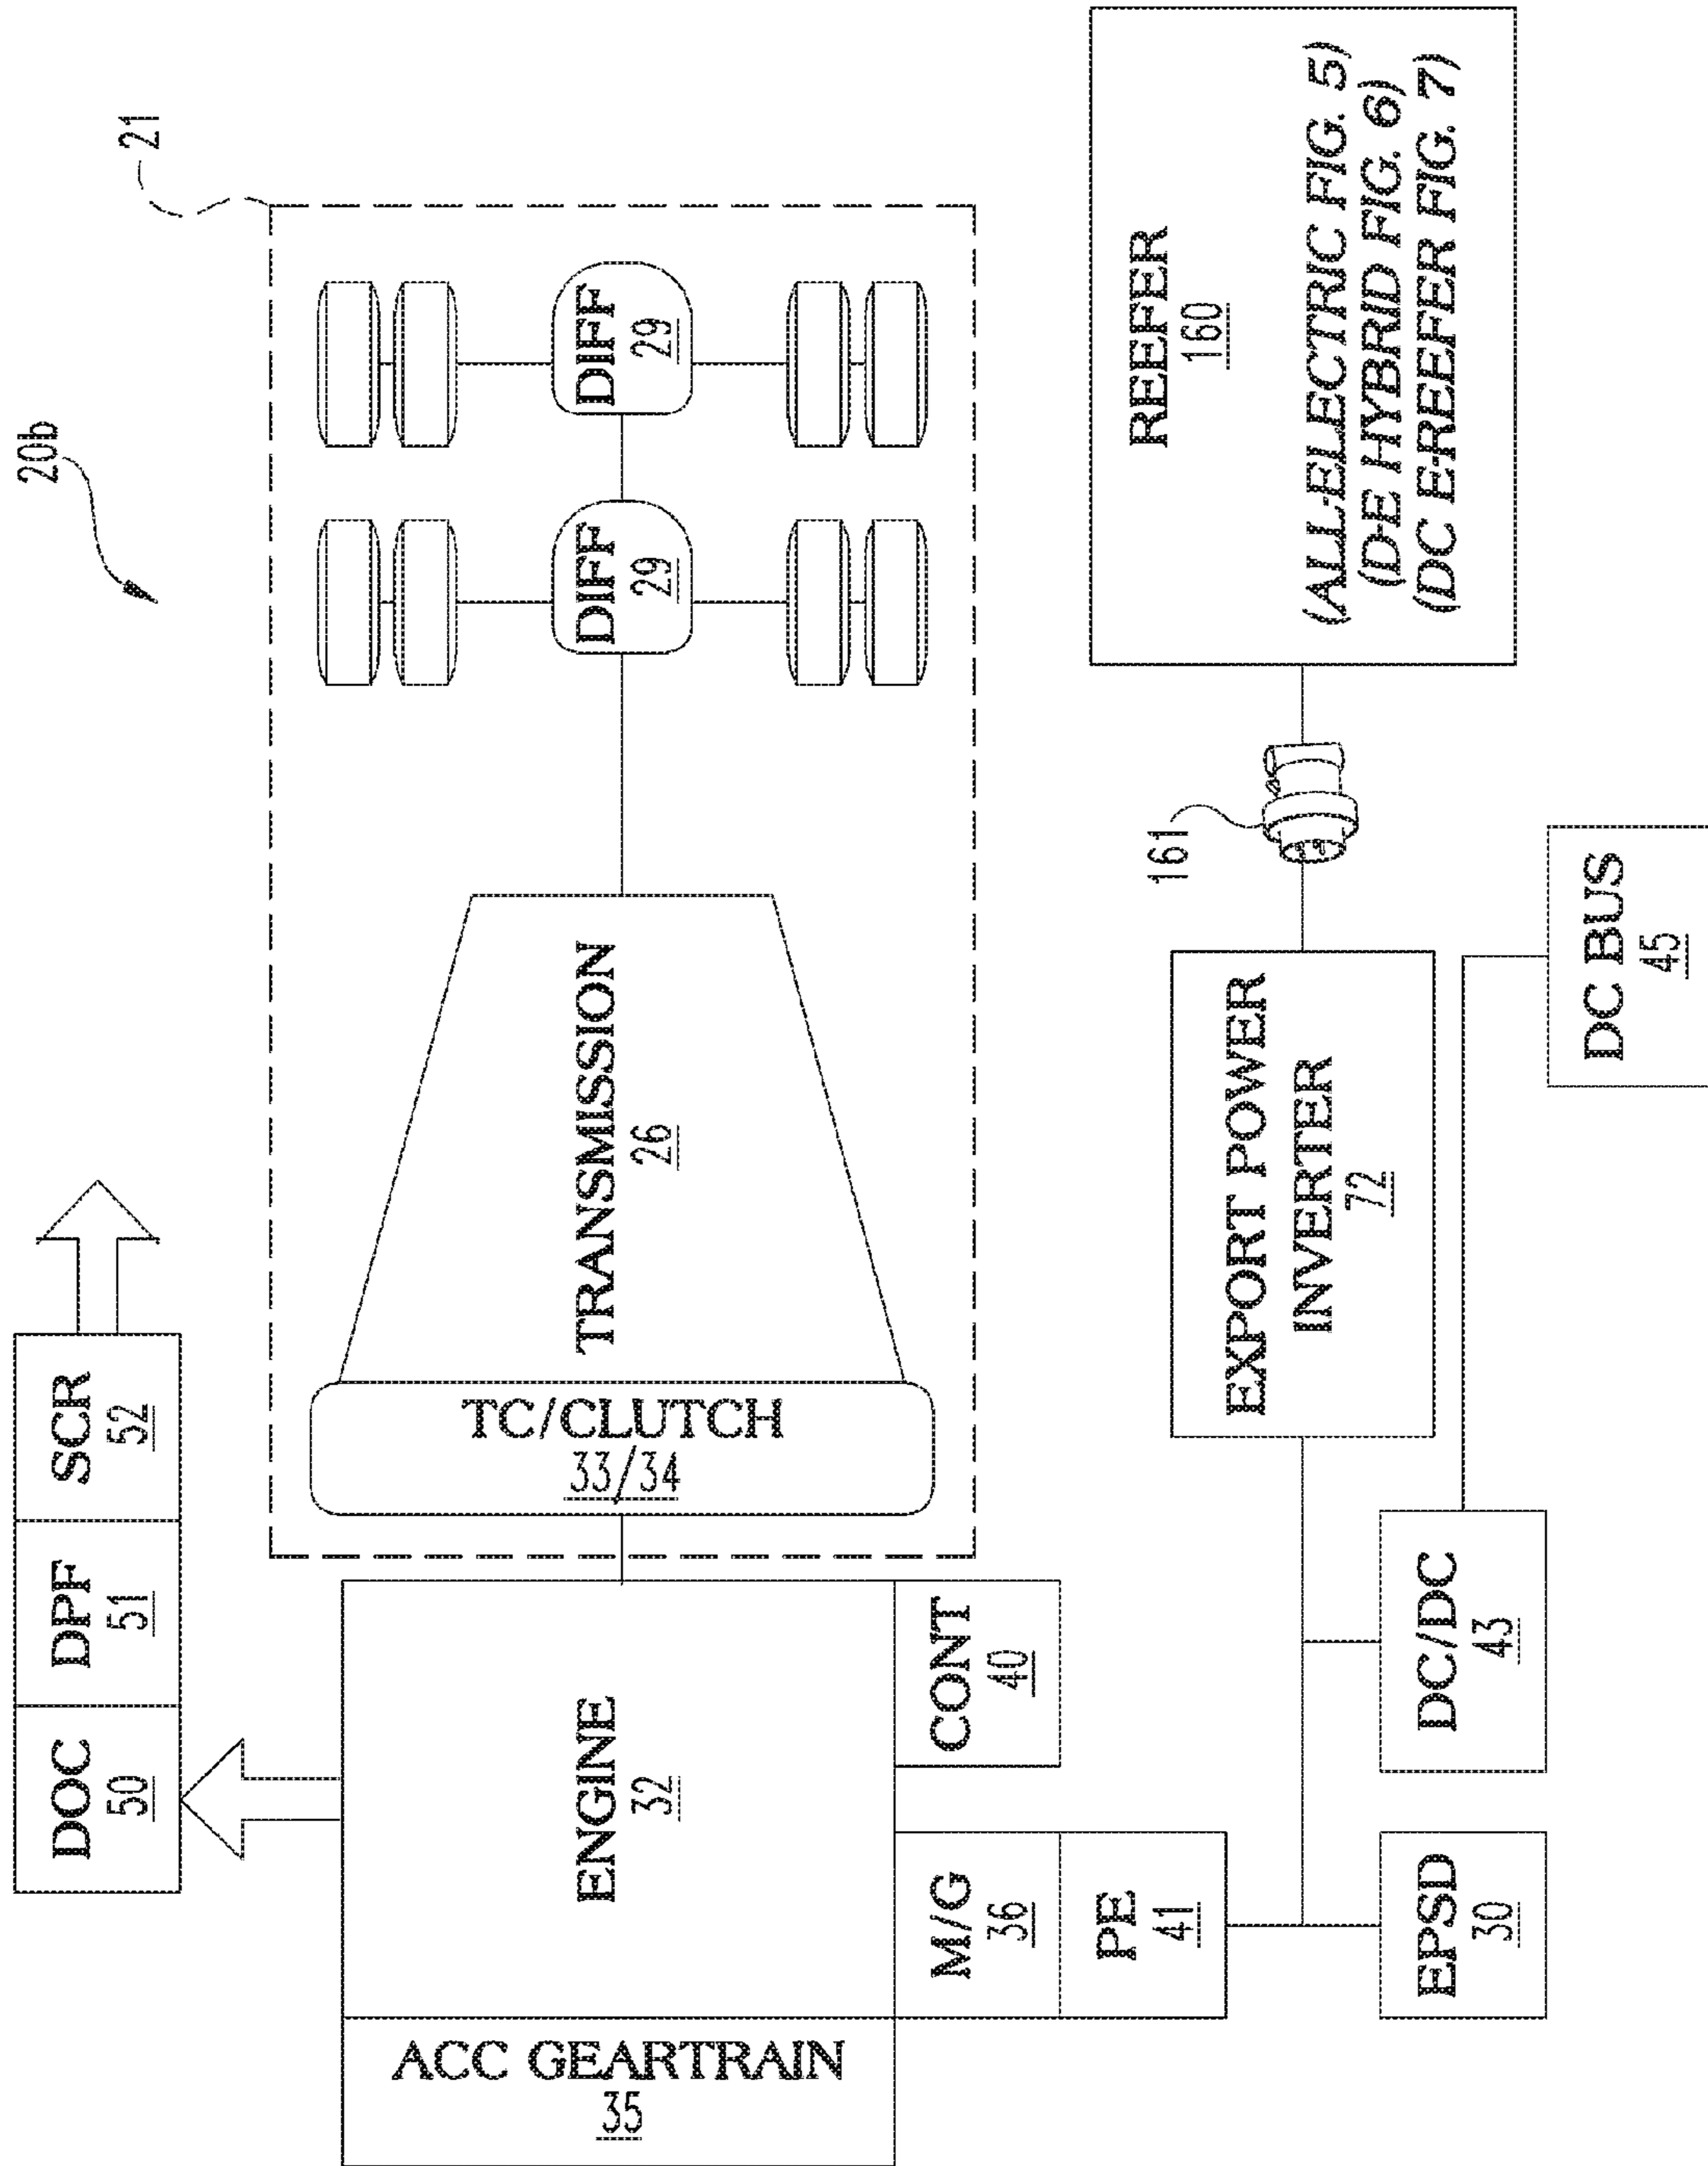 20b
21
DOC
50
DPF
51
SCR
52
ACC GEARTRAIN
35
ENGINE
32
TC/CLUTCH
33/34
TRANSMISSION
26
DIFF
29
DIFF
29
M/G
36
PE
41
CONT
40
EPSD
30
DC/DC
43
EXPORT POWER
INVERTER
72
161
DC BUS
45
REEFER
160
(ALL-ELECTRIC FIG. 5)
(D-E HYBRID FIG. 6)
(DC E-REEFER FIG. 7)